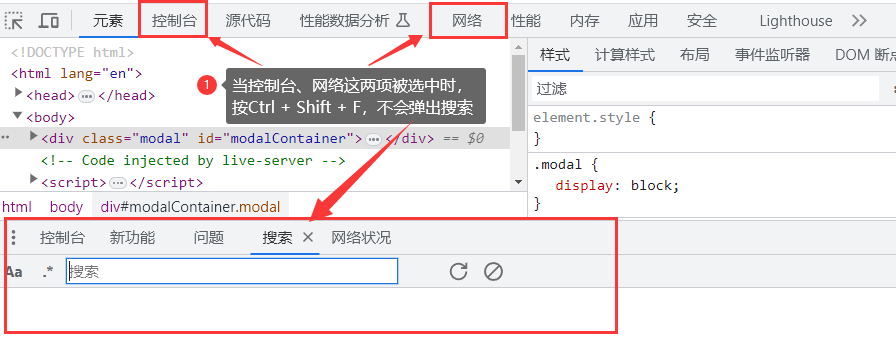 元素 控制台 源代码 性能数据分析 网络 性能 内存 应用 安全 Lighthouse
<!DOCTYPE html>
<html lang="en">
<head> ••• </head>
<body>
<div class="modal" id="modalContainer"> ••• </div> == $0
<!-- Code injected by live-server -->
<script> ••• </script>
html body div#modalContainer.modal
1
当控制台、网络这两项被选中时，
按Ctrl + Shift + F，不会弹出搜索
样式 计算样式 布局 事件监听器 DOM 断点
过滤
element.style {
}
.modal {
display: block;
}
控制台 新功能 问题 搜索 × 网络状况
Aa .* 搜索